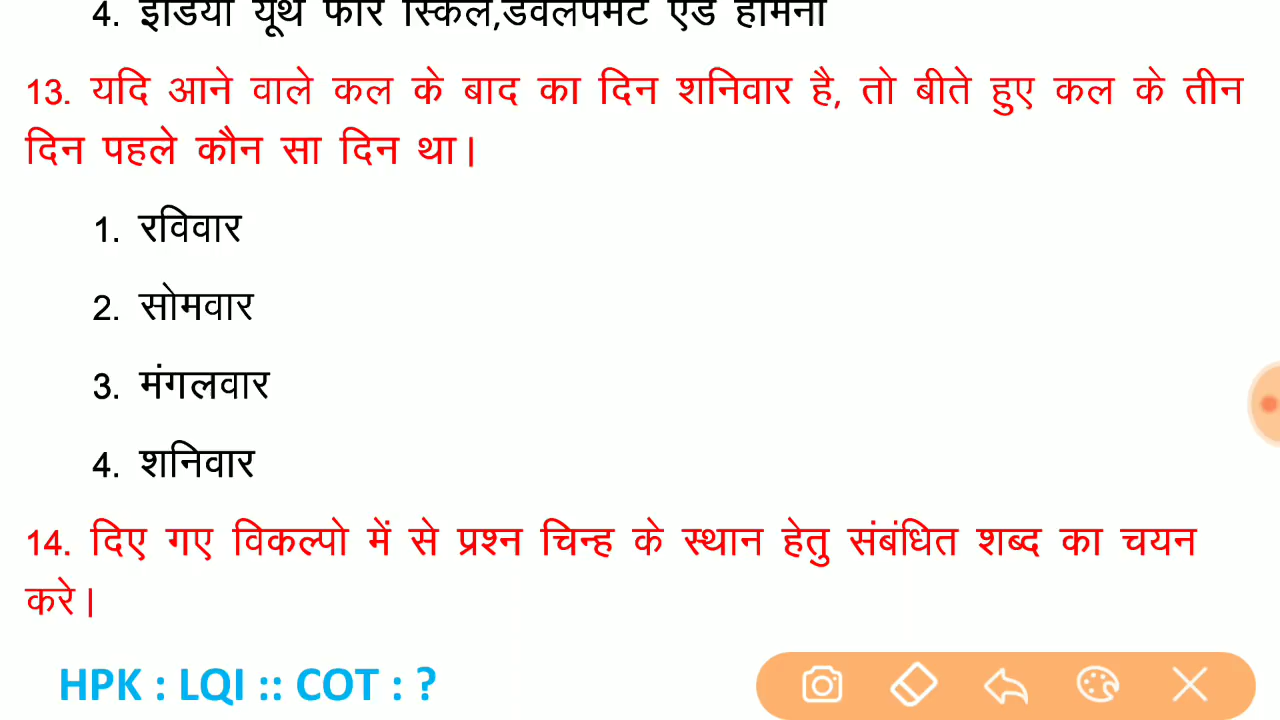 4. इंडिया यूथ फॉर स्किल,डेवलपमेंट एंड हार्मनी
13. यदि आने वाले कल के बाद का दिन शनिवार है, तो बीते हुए कल के तीन
दिन पहले कौन सा दिन था।
1. रविवार
2. सोमवार
3. मंगलवार
4. शनिवार
14. दिए गए विकल्पो में से प्रश्न चिन्ह के स्थान हेतु संबंधित शब्द का चयन
करे।
HPK : LQI :: COT : ?